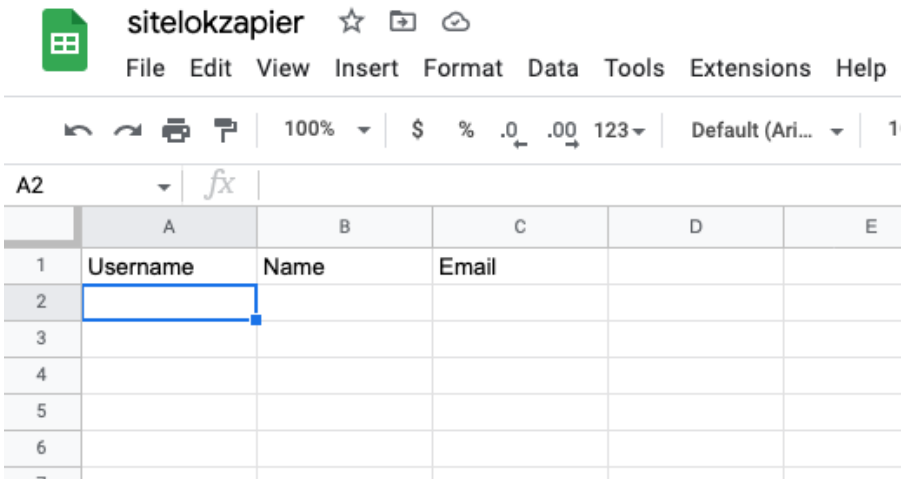 sitelokzapier
File Edit View Insert Format Data Tools Extensions Help
100% $ % .0 .00 123 Default (Ari...
A2 fx
A B C D E
1 Username Name Email
2
3
4
5
6